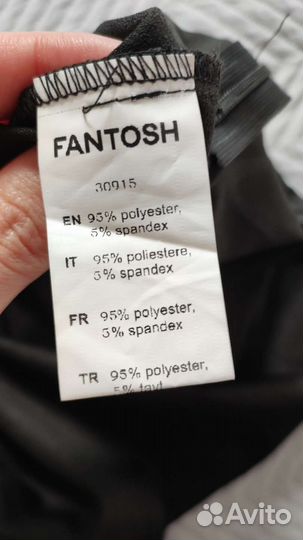 FANTOSH
30915
EN 95% polyester,
5% spandex
IT 95% poliestere,
5% spandex
FR 95% polyester,
5% spandex
TR 95% polyester,
5%
Avito